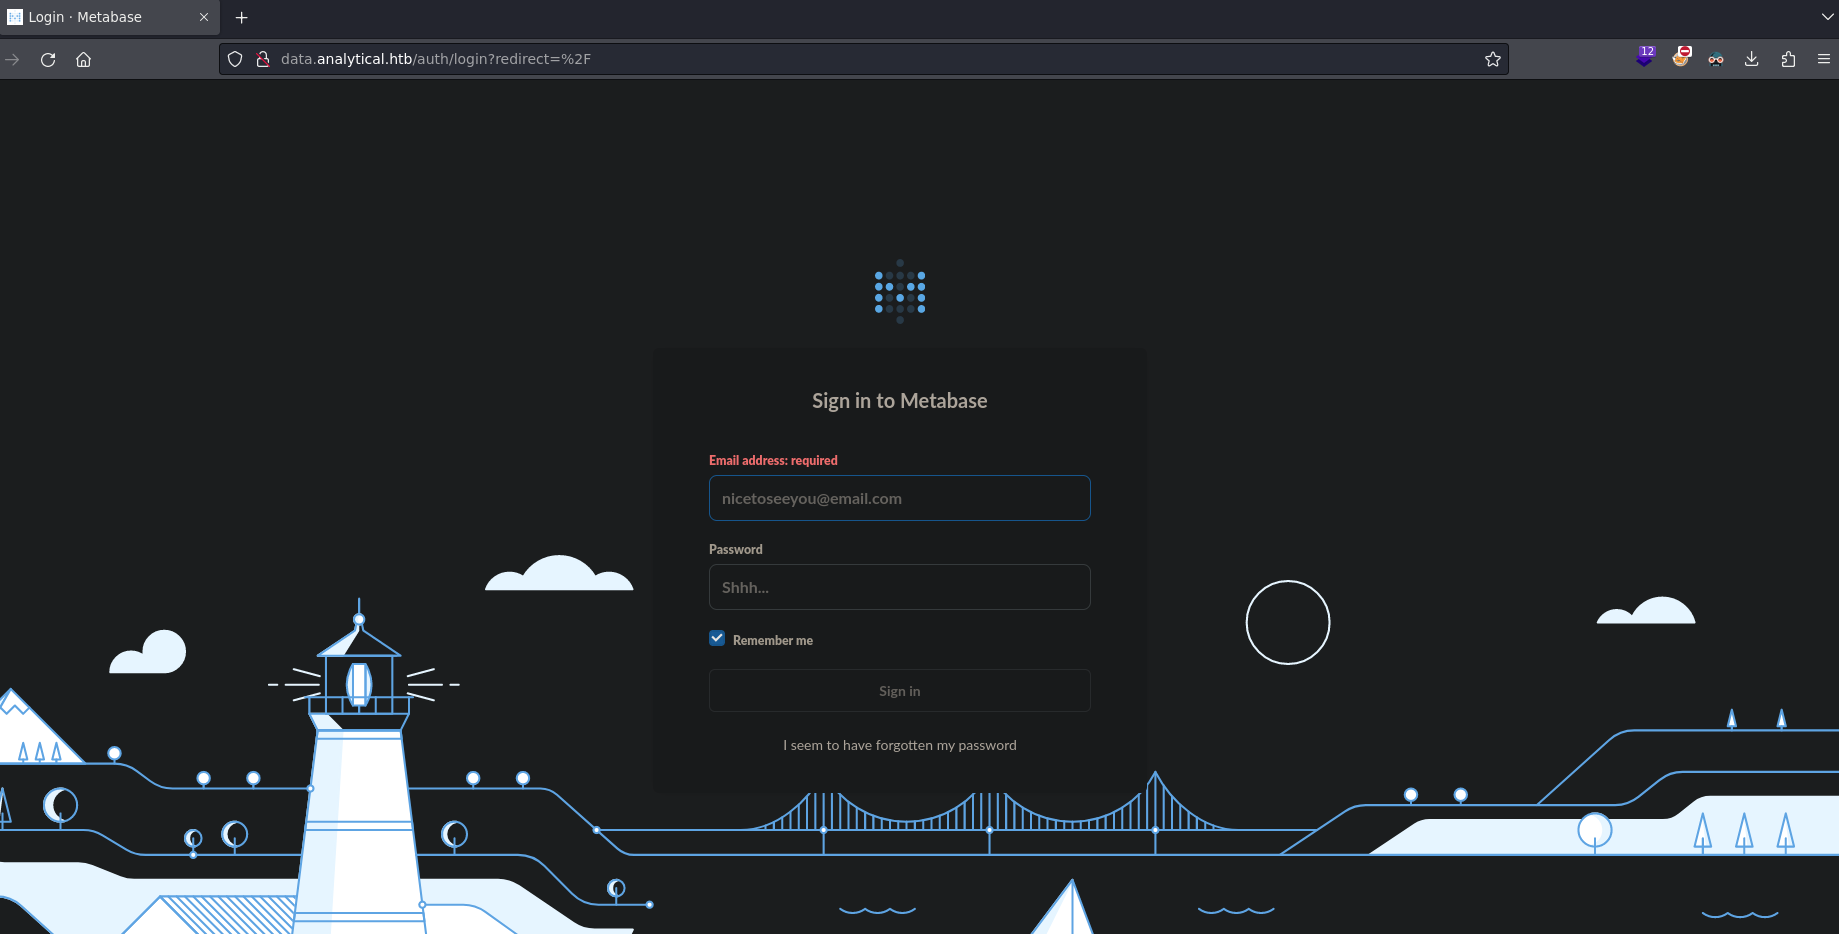 Login · Metabase
data.analytical.htb/auth/login?redirect=%2F
12
Sign in to Metabase
Email address: required
nicetoseeyou@email.com
Password
Shhh...
Remember me
Sign in
I seem to have forgotten my password